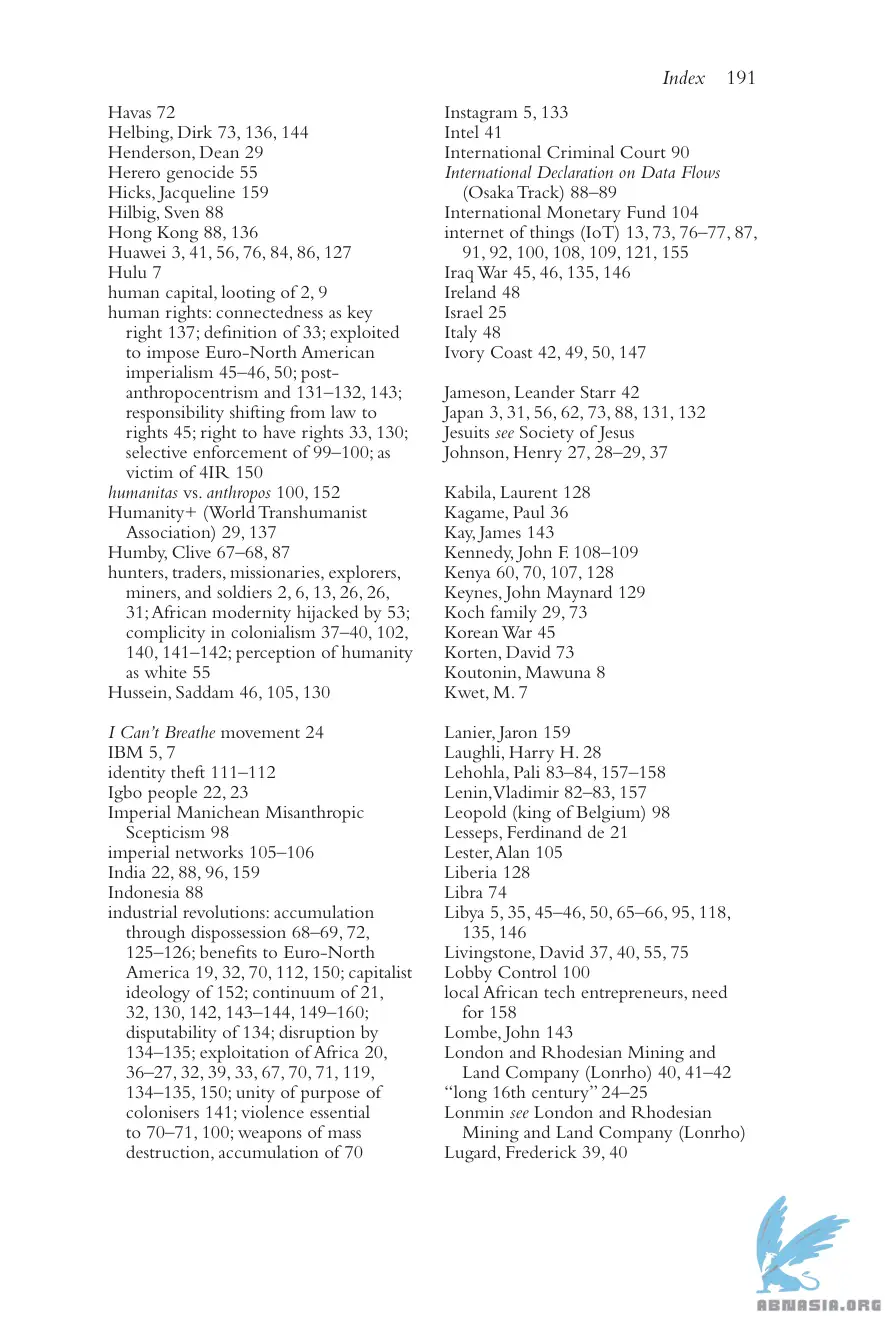 Index 191
Havas 72
Helbing, Dirk 73, 136, 144
Henderson, Dean 29
Herero genocide 55
Hicks, Jacqueline 159
Hilbig, Sven 88
Hong Kong 88, 136
Huawei 3, 41, 56, 76, 84, 86, 127
Hulu 7
human capital, looting of 2, 9
human rights: connectedness as key
right 137; definition of 33; exploited
to impose Euro-North American
imperialism 45–46, 50; post-
anthropocentrism and 131–132, 143;
responsibility shifting from law to
rights 45; right to have rights 33, 130;
selective enforcement of 99–100; as
victim of 4IR 150
humanitas vs. anthropos 100, 152
Humanity+ (World Transhumanist
Association) 29, 137
Humby, Clive 67–68, 87
hunters, traders, missionaries, explorers,
miners, and soldiers 2, 6, 13, 26, 26,
31; African modernity hijacked by 53;
complicity in colonialism 37–40, 102,
140, 141–142; perception of humanity
as white 55
Hussein, Saddam 46, 105, 130
I Can't Breathe movement 24
IBM 5, 7
identity theft 111–112
Igbo people 22, 23
Imperial Manichean Misanthropic
Scepticism 98
imperial networks 105–106
India 22, 88, 96, 159
Indonesia 88
industrial revolutions: accumulation
through dispossession 68–69, 72,
125–126; benefits to Euro-North
America 19, 32, 70, 112, 150; capitalist
ideology of 152; continuum of 21,
32, 130, 142, 143–144, 149–160;
disputability of 134; disruption by
134–135; exploitation of Africa 20,
36–27, 32, 39, 33, 67, 70, 71, 119,
134–135, 150; unity of purpose of
colonisers 141; violence essential
to 70–71, 100; weapons of mass
destruction, accumulation of 70
Instagram 5, 133
Intel 41
International Criminal Court 90
International Declaration on Data Flows
(Osaka Track) 88–89
International Monetary Fund 104
internet of things (IoT) 13, 73, 76–77, 87,
91, 92, 100, 108, 109, 121, 155
Iraq War 45, 46, 135, 146
Ireland 48
Israel 25
Italy 48
Ivory Coast 42, 49, 50, 147
Jameson, Leander Starr 42
Japan 3, 31, 56, 62, 73, 88, 131, 132
Jesuits see Society of Jesus
Johnson, Henry 27, 28–29, 37
Kabila, Laurent 128
Kagame, Paul 36
Kay, James 143
Kennedy, John F. 108–109
Kenya 60, 70, 107, 128
Keynes, John Maynard 129
Koch family 29, 73
Korean War 45
Korten, David 73
Koutonin, Mawuna 8
Kwet, M. 7
Lanier, Jaron 159
Laughli, Harry H. 28
Lehohla, Pali 83–84, 157–158
Lenin, Vladimir 82–83, 157
Leopold (king of Belgium) 98
Lesseps, Ferdinand de 21
Lester, Alan 105
Liberia 128
Libra 74
Libya 5, 35, 45–46, 50, 65–66, 95, 118,
135, 146
Livingstone, David 37, 40, 55, 75
Lobby Control 100
local African tech entrepreneurs, need
for 158
Lombe, John 143
London and Rhodesian Mining and
Land Company (Lonrho) 40, 41–42
“long 16th century” 24–25
Lonmin see London and Rhodesian
Mining and Land Company (Lonrho)
Lugard, Frederick 39, 40
ABNASIA.ORG